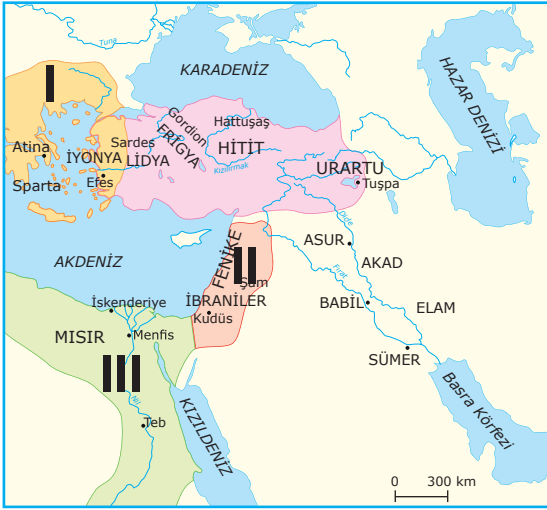 Tuna
KARADENİZ
HAZAR DENİZİ
I
Atina
Sparta
İYONYA
Efes
Sardes
LİDYA
Gordion
FRİGYA
Hattuşaş
HİTİT
Kızılırmak
URARTU
Tuşpa
AKDENİZ
FENİKE
II
Şam
İBRANİLER
Kudüs
ASUR
Dicle
AKAD
Fırat
BABİL
ELAM
SÜMER
Basra Körfezi
İskenderiye
MISIR
Menfis
III
Nil
Teb
KIZILDENİZ
0 300 km